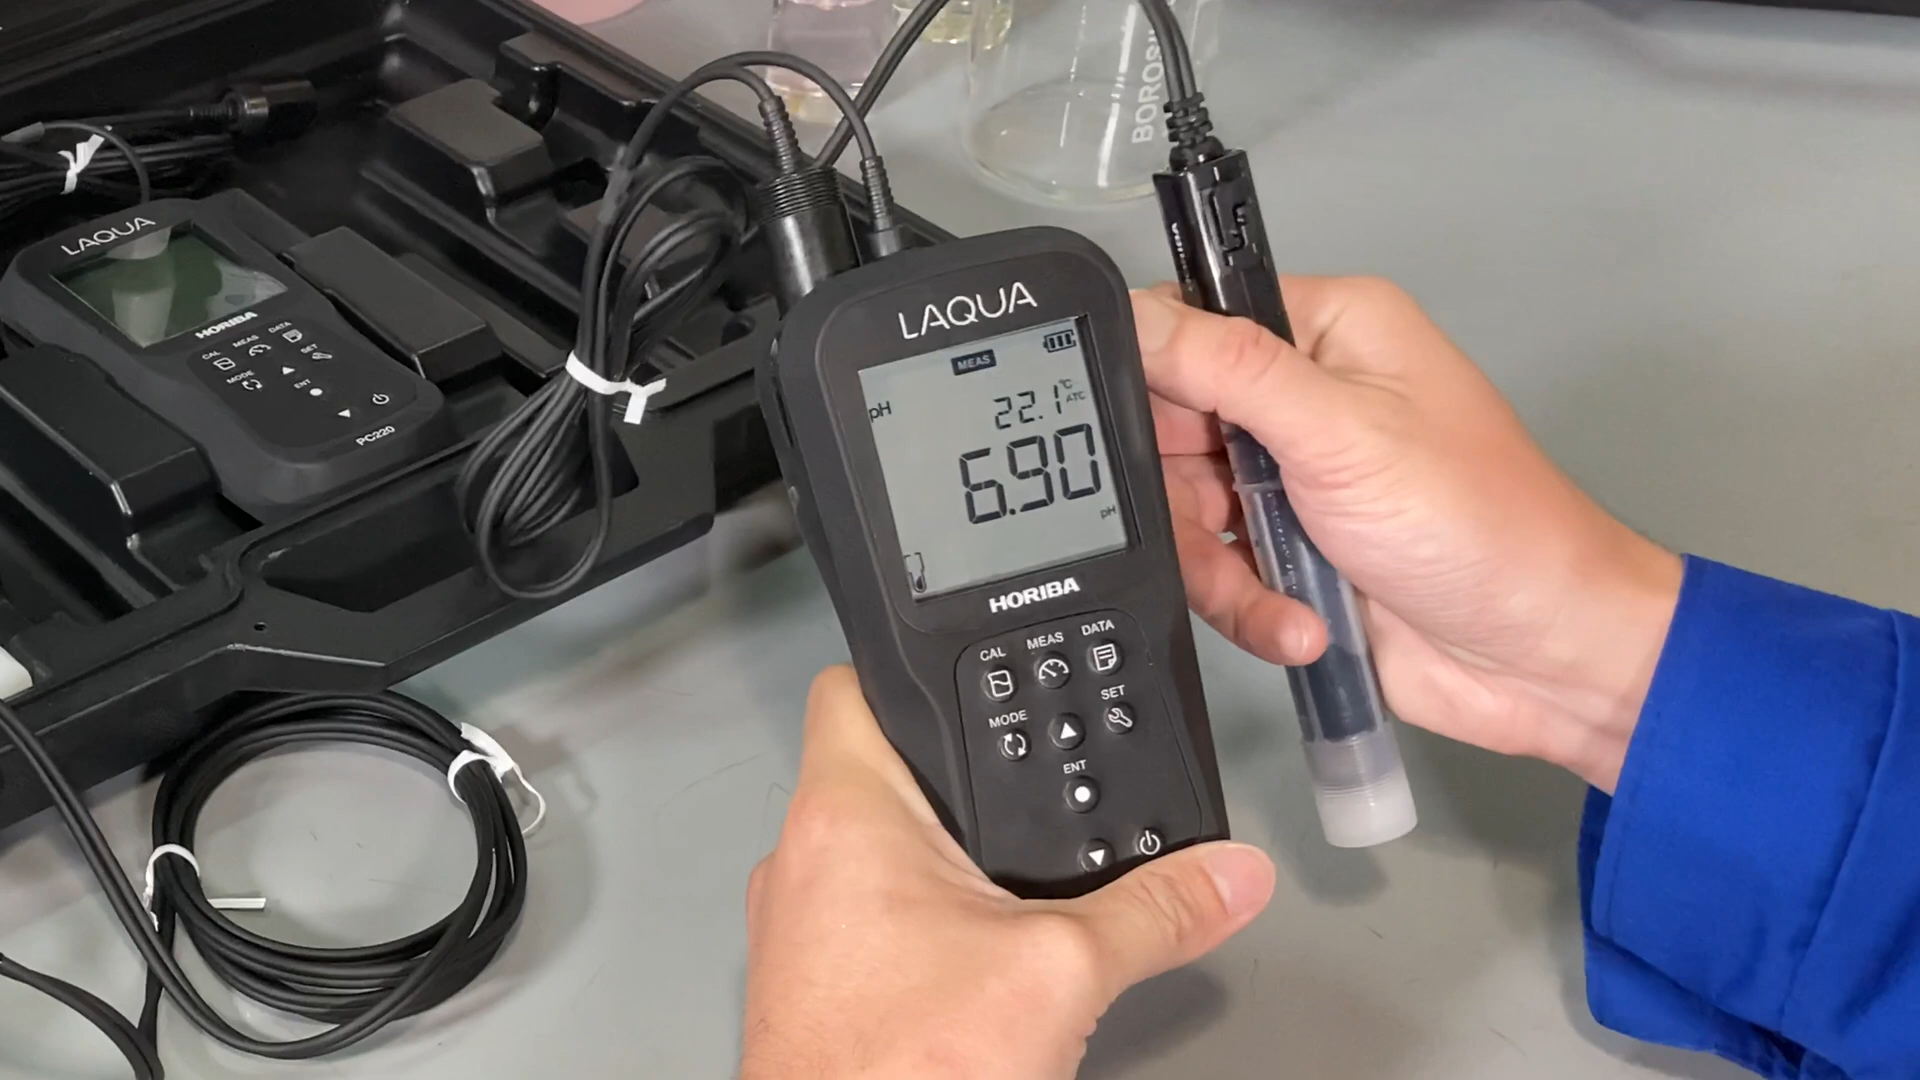 LAQUA
MEAS
22.1 °C
ATC
pH
6.90
pH
HORIBA
CAL MEAS DATA
MODE SET
ENT
LAQUA
HORIBA
CAL MEAS DATA
MODE SET
ENT
PC220
HORIBA
BOROSI